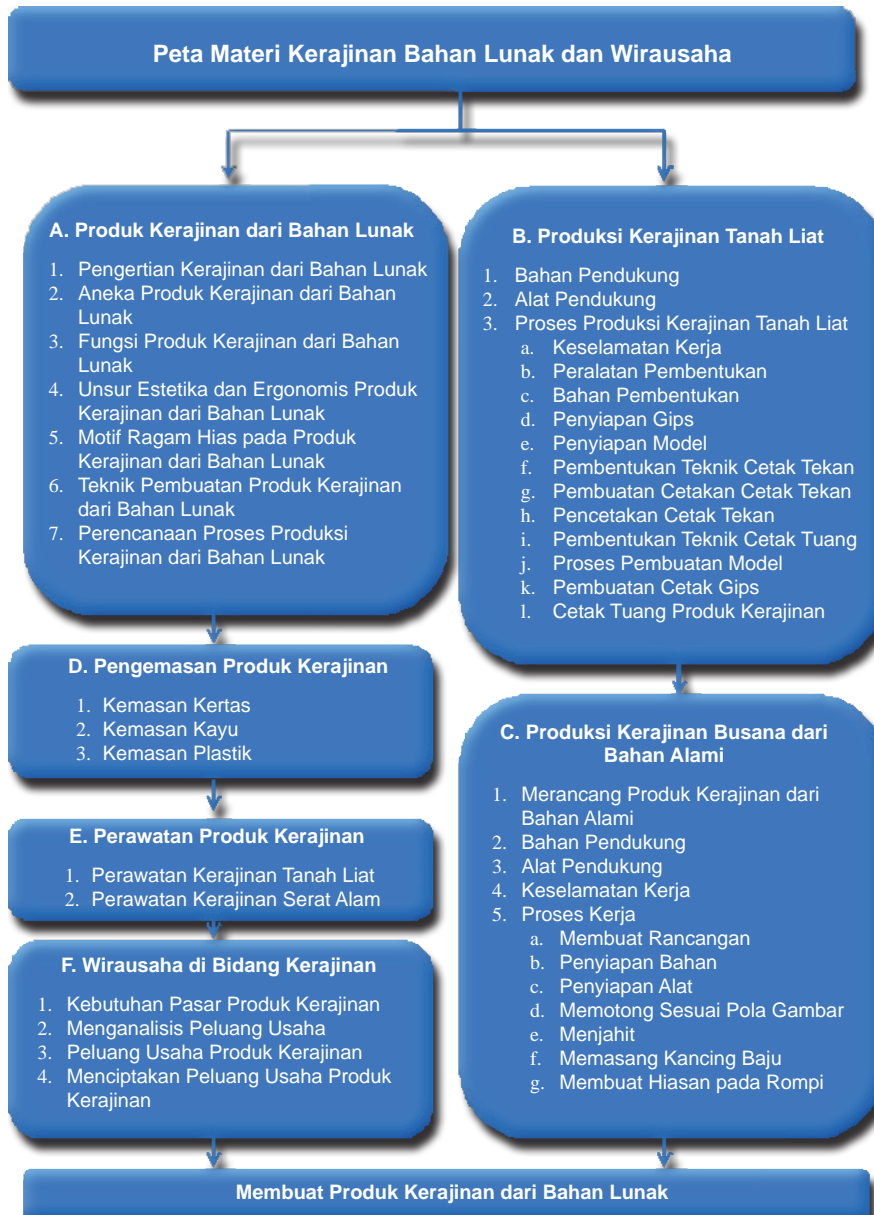 Peta Materi Kerajinan Bahan Lunak dan Wirausaha
A. Produk Kerajinan dari Bahan Lunak
1. Pengertian Kerajinan dari Bahan Lunak
2. Aneka Produk Kerajinan dari Bahan
Lunak
3. Fungsi Produk Kerajinan dari Bahan
Lunak
4. Unsur Estetika dan Ergonomis Produk
Kerajinan dari Bahan Lunak
5. Motif Ragam Hias pada Produk
Kerajinan dari Bahan Lunak
6. Teknik Pembuatan Produk Kerajinan
dari Bahan Lunak
7. Perencanaan Proses Produksi
Kerajinan dari Bahan Lunak
B. Produksi Kerajinan Tanah Liat
1. Bahan Pendukung
2. Alat Pendukung
3. Proses Produksi Kerajinan Tanah Liat
a. Keselamatan Kerja
b. Peralatan Pembentukan
c. Bahan Pembentukan
d. Penyiapan Gips
e. Penyiapan Model
f. Pembentukan Teknik Cetak Tekan
g. Pembuatan Cetakan Cetak Tekan
h. Pencetakan Cetak Tekan
i. Pembentukan Teknik Cetak Tuang
j. Proses Pembuatan Model
k. Pembuatan Cetak Gips
l. Cetak Tuang Produk Kerajinan
C. Produksi Kerajinan Busana dari
Bahan Alami
1. Merancang Produk Kerajinan dari
Bahan Alami
2. Bahan Pendukung
3. Alat Pendukung
4. Keselamatan Kerja
5. Proses Kerja
a. Membuat Rancangan
b. Penyiapan Bahan
c. Penyiapan Alat
d. Memotong Sesuai Pola Gambar
e. Menjahit
f. Memasang Kancing Baju
g. Membuat Hiasan pada Rompi
D. Pengemasan Produk Kerajinan
1. Kemasan Kertas
2. Kemasan Kayu
3. Kemasan Plastik
E. Perawatan Produk Kerajinan
1. Perawatan Kerajinan Tanah Liat
2. Perawatan Kerajinan Serat Alam
F. Wirausaha di Bidang Kerajinan
1. Kebutuhan Pasar Produk Kerajinan
2. Menganalisis Peluang Usaha
3. Peluang Usaha Produk Kerajinan
4. Menciptakan Peluang Usaha Produk
Kerajinan
Membuat Produk Kerajinan dari Bahan Lunak